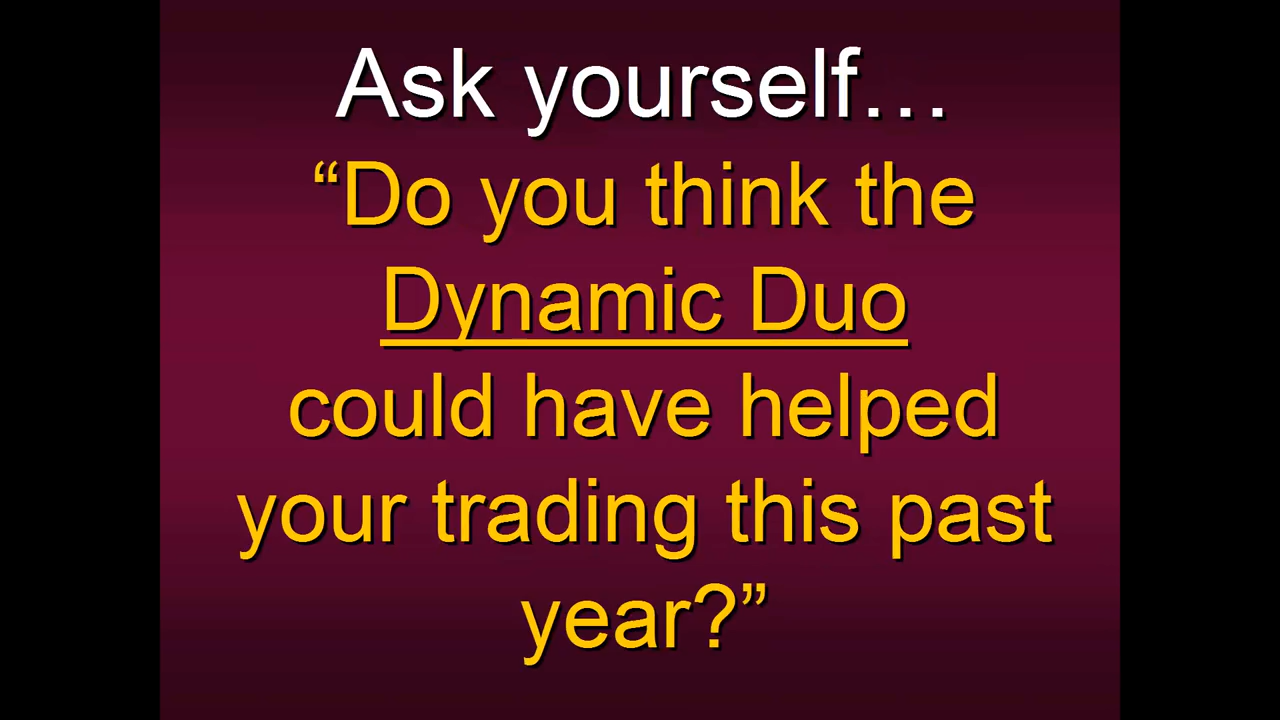 Ask yourself…
“Do you think the
Dynamic Duo
could have helped
your trading this past
year?”